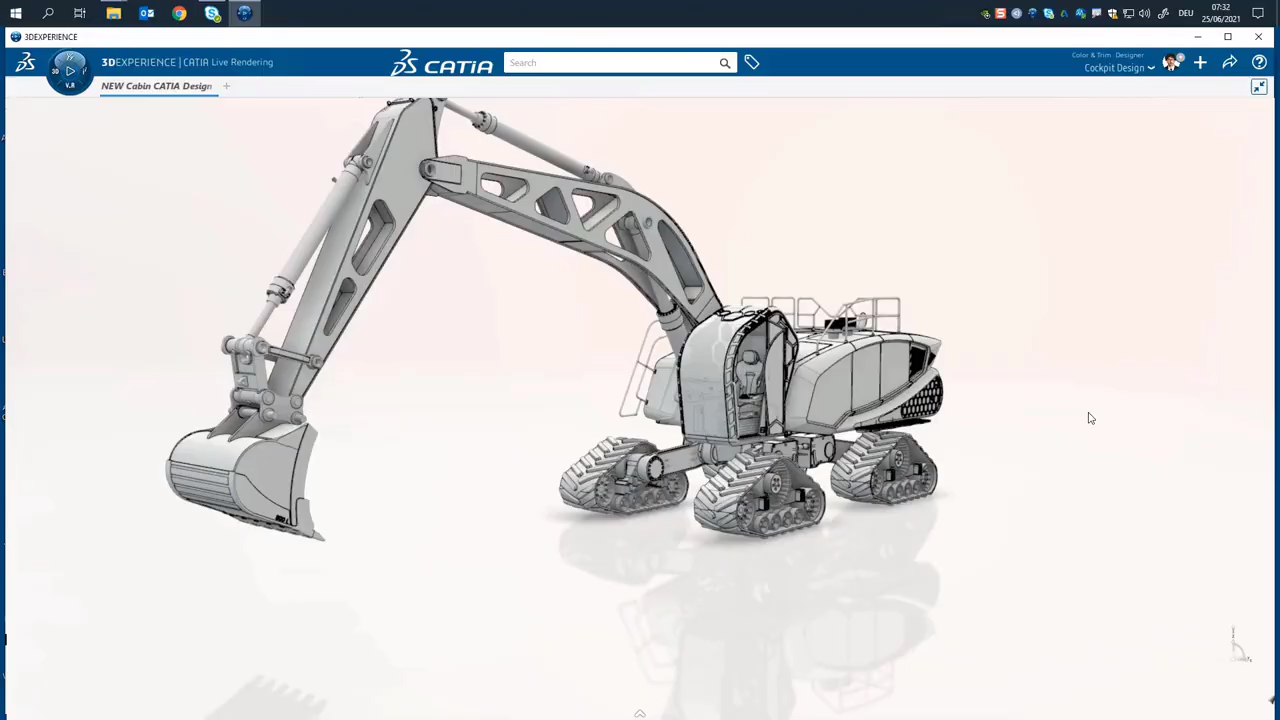 DEU
07:32
25/06/2021
3DEXPERIENCE
3DEXPERIENCE | CATIA Live Rendering
3D
V.R
CATIA
Search
Color & Trim Designer
Cockpit Design
NEW Cabin CATIA Design